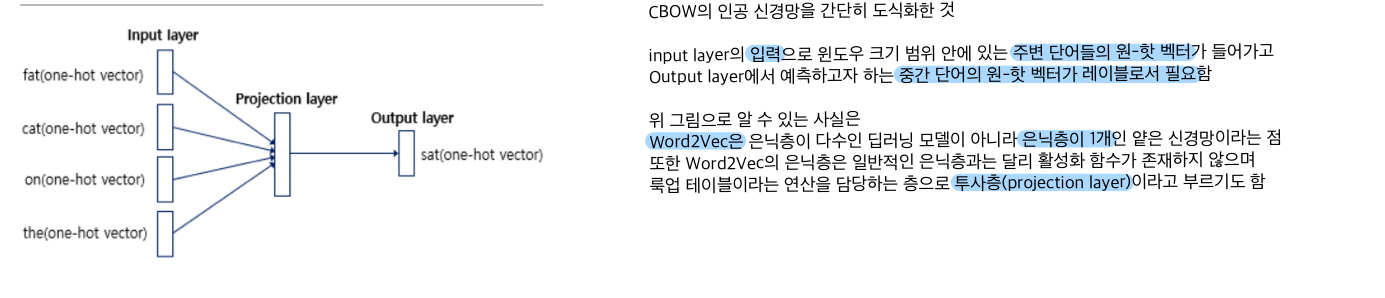 Input layer
fat(one-hot vector)
cat(one-hot vector)
on(one-hot vector)
the(one-hot vector)
Projection layer
Output layer
sat(one-hot vector)
CBOW의 인공 신경망을 간단히 도식화한 것
input layer의 입력으로 윈도우 크기 범위 안에 있는 주변 단어들의 원-핫 벡터가 들어가고
Output layer에서 예측하고자 하는 중간 단어의 원-핫 벡터가 레이블로서 필요함
위 그림으로 알 수 있는 사실은
Word2Vec은 은닉층이 다수인 딥러닝 모델이 아니라 은닉층이 1개인 얕은 신경망이라는 점
또한 Word2Vec의 은닉층은 일반적인 은닉층과는 달리 활성화 함수가 존재하지 않으며
룩업 테이블이라는 연산을 담당하는 층으로 투사층(projection layer)이라고 부르기도 함